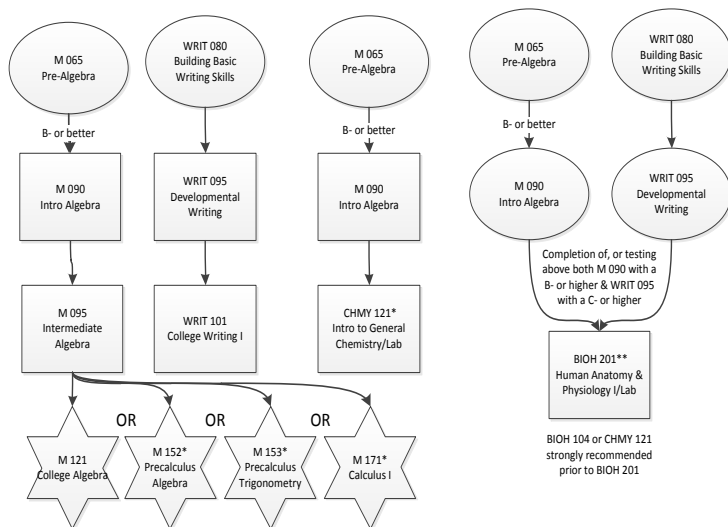 M 065
Pre-Algebra
WRIT 080
Building Basic
Writing Skills
M 065
Pre-Algebra
M 065
Pre-Algebra
WRIT 080
Building Basic
Writing Skills
B- or better
B- or better
B- or better
M 090
Intro Algebra
WRIT 095
Developmental
Writing
M 090
Intro Algebra
M 090
Intro Algebra
WRIT 095
Developmental
Writing
Completion of, or testing
above both M 090 with a
B- or higher & WRIT 095
with a C- or higher
M 095
Intermediate
Algebra
WRIT 101
College Writing I
CHMY 121*
Intro to General
Chemistry/Lab
BIOH 201**
Human Anatomy &
Physiology I/Lab
OR
OR
OR
M 121
College Algebra
M 152*
Precalculus
Algebra
M 153*
Precalculus
Trigonometry
M 171*
Calculus I
BIOH 104 or CHMY 121
strongly recommended
prior to BIOH 201